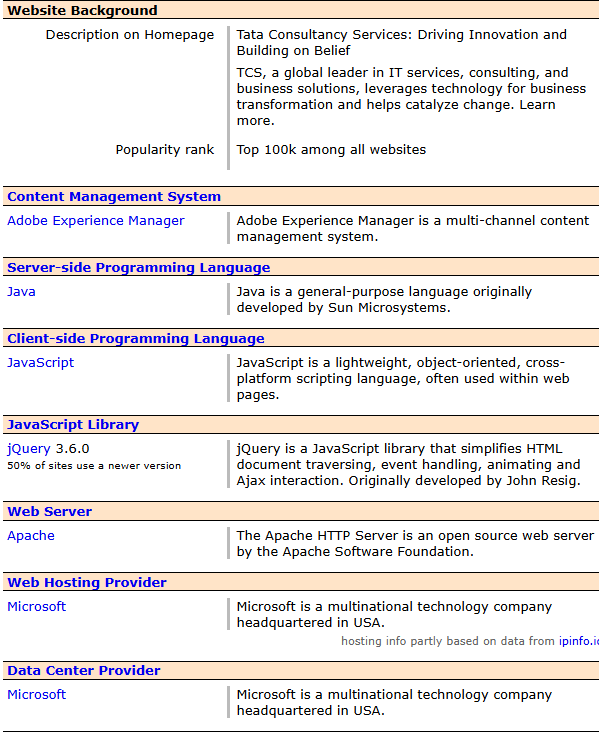 Website Background
Description on Homepage
Tata Consultancy Services: Driving Innovation and
Building on Belief
TCS, a global leader in IT services, consulting, and
business solutions, leverages technology for business
transformation and helps catalyze change. Learn
more.
Popularity rank
Top 100k among all websites
Content Management System
Adobe Experience Manager
Adobe Experience Manager is a multi-channel content
management system.
Server-side Programming Language
Java
Java is a general-purpose language originally
developed by Sun Microsystems.
Client-side Programming Language
JavaScript
JavaScript is a lightweight, object-oriented, cross-
platform scripting language, often used within web
pages.
JavaScript Library
jQuery 3.6.0
50% of sites use a newer version
jQuery is a JavaScript library that simplifies HTML
document traversing, event handling, animating and
Ajax interaction. Originally developed by John Resig.
Web Server
Apache
The Apache HTTP Server is an open source web server
by the Apache Software Foundation.
Web Hosting Provider
Microsoft
Microsoft is a multinational technology company
headquartered in USA.
hosting info partly based on data from ipinfo.io
Data Center Provider
Microsoft
Microsoft is a multinational technology company
headquartered in USA.